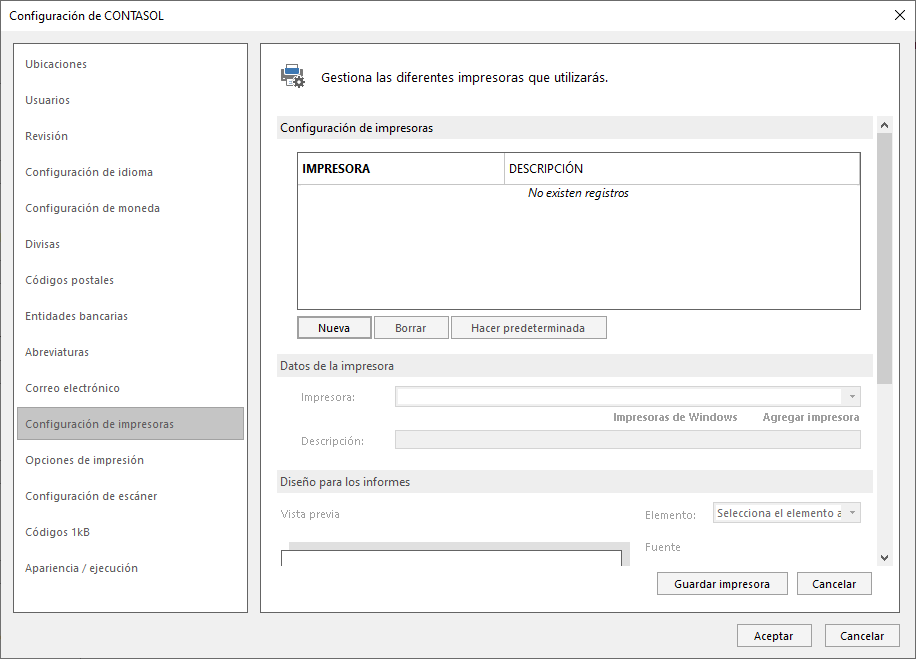 Configuración de CONTASOL
Ubicaciones
Usuarios
Revisión
Configuración de idioma
Configuración de moneda
Divisas
Códigos postales
Entidades bancarias
Abreviaturas
Correo electrónico
Configuración de impresoras
Opciones de impresión
Configuración de escáner
Códigos 1kB
Apariencia / ejecución
Gestiona las diferentes impresoras que utilizarás.
Configuración de impresoras
IMPRESORA DESCRIPCIÓN
No existen registros
Nueva Borrar Hacer predeterminada
Datos de la impresora
Impresora:
Impresoras de Windows Agregar impresora
Descripción:
Diseño para los informes
Vista previa Elemento: Selecciona el elemento a
Fuente
Guardar impresora Cancelar
Aceptar Cancelar